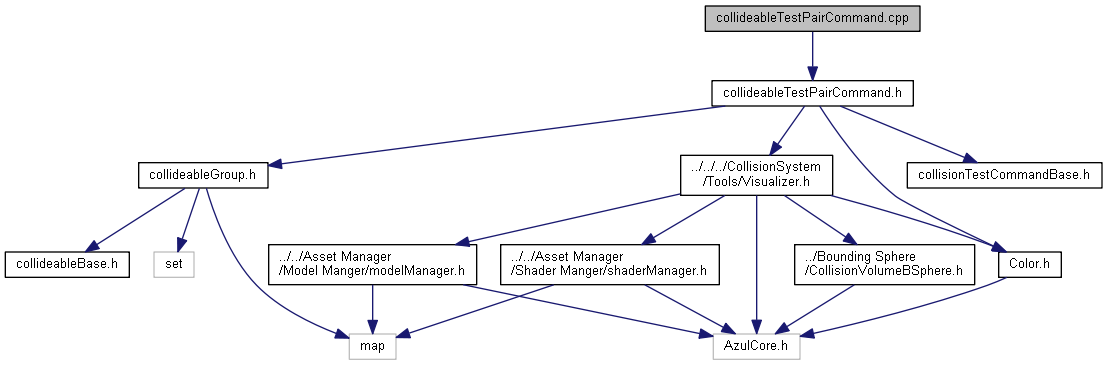 collideableTestPairCommand.cpp
collideableTestPairCommand.h
collideableGroup.h
../../../CollisionSystem
/Tools/Visualizer.h
collisionTestCommandBase.h
collideableBase.h
set
../../Asset Manager
/Model Manger/modelManager.h
../../Asset Manager
/Shader Manger/shaderManager.h
../Bounding Sphere
/CollisionVolumeBSphere.h
Color.h
map
AzulCore.h